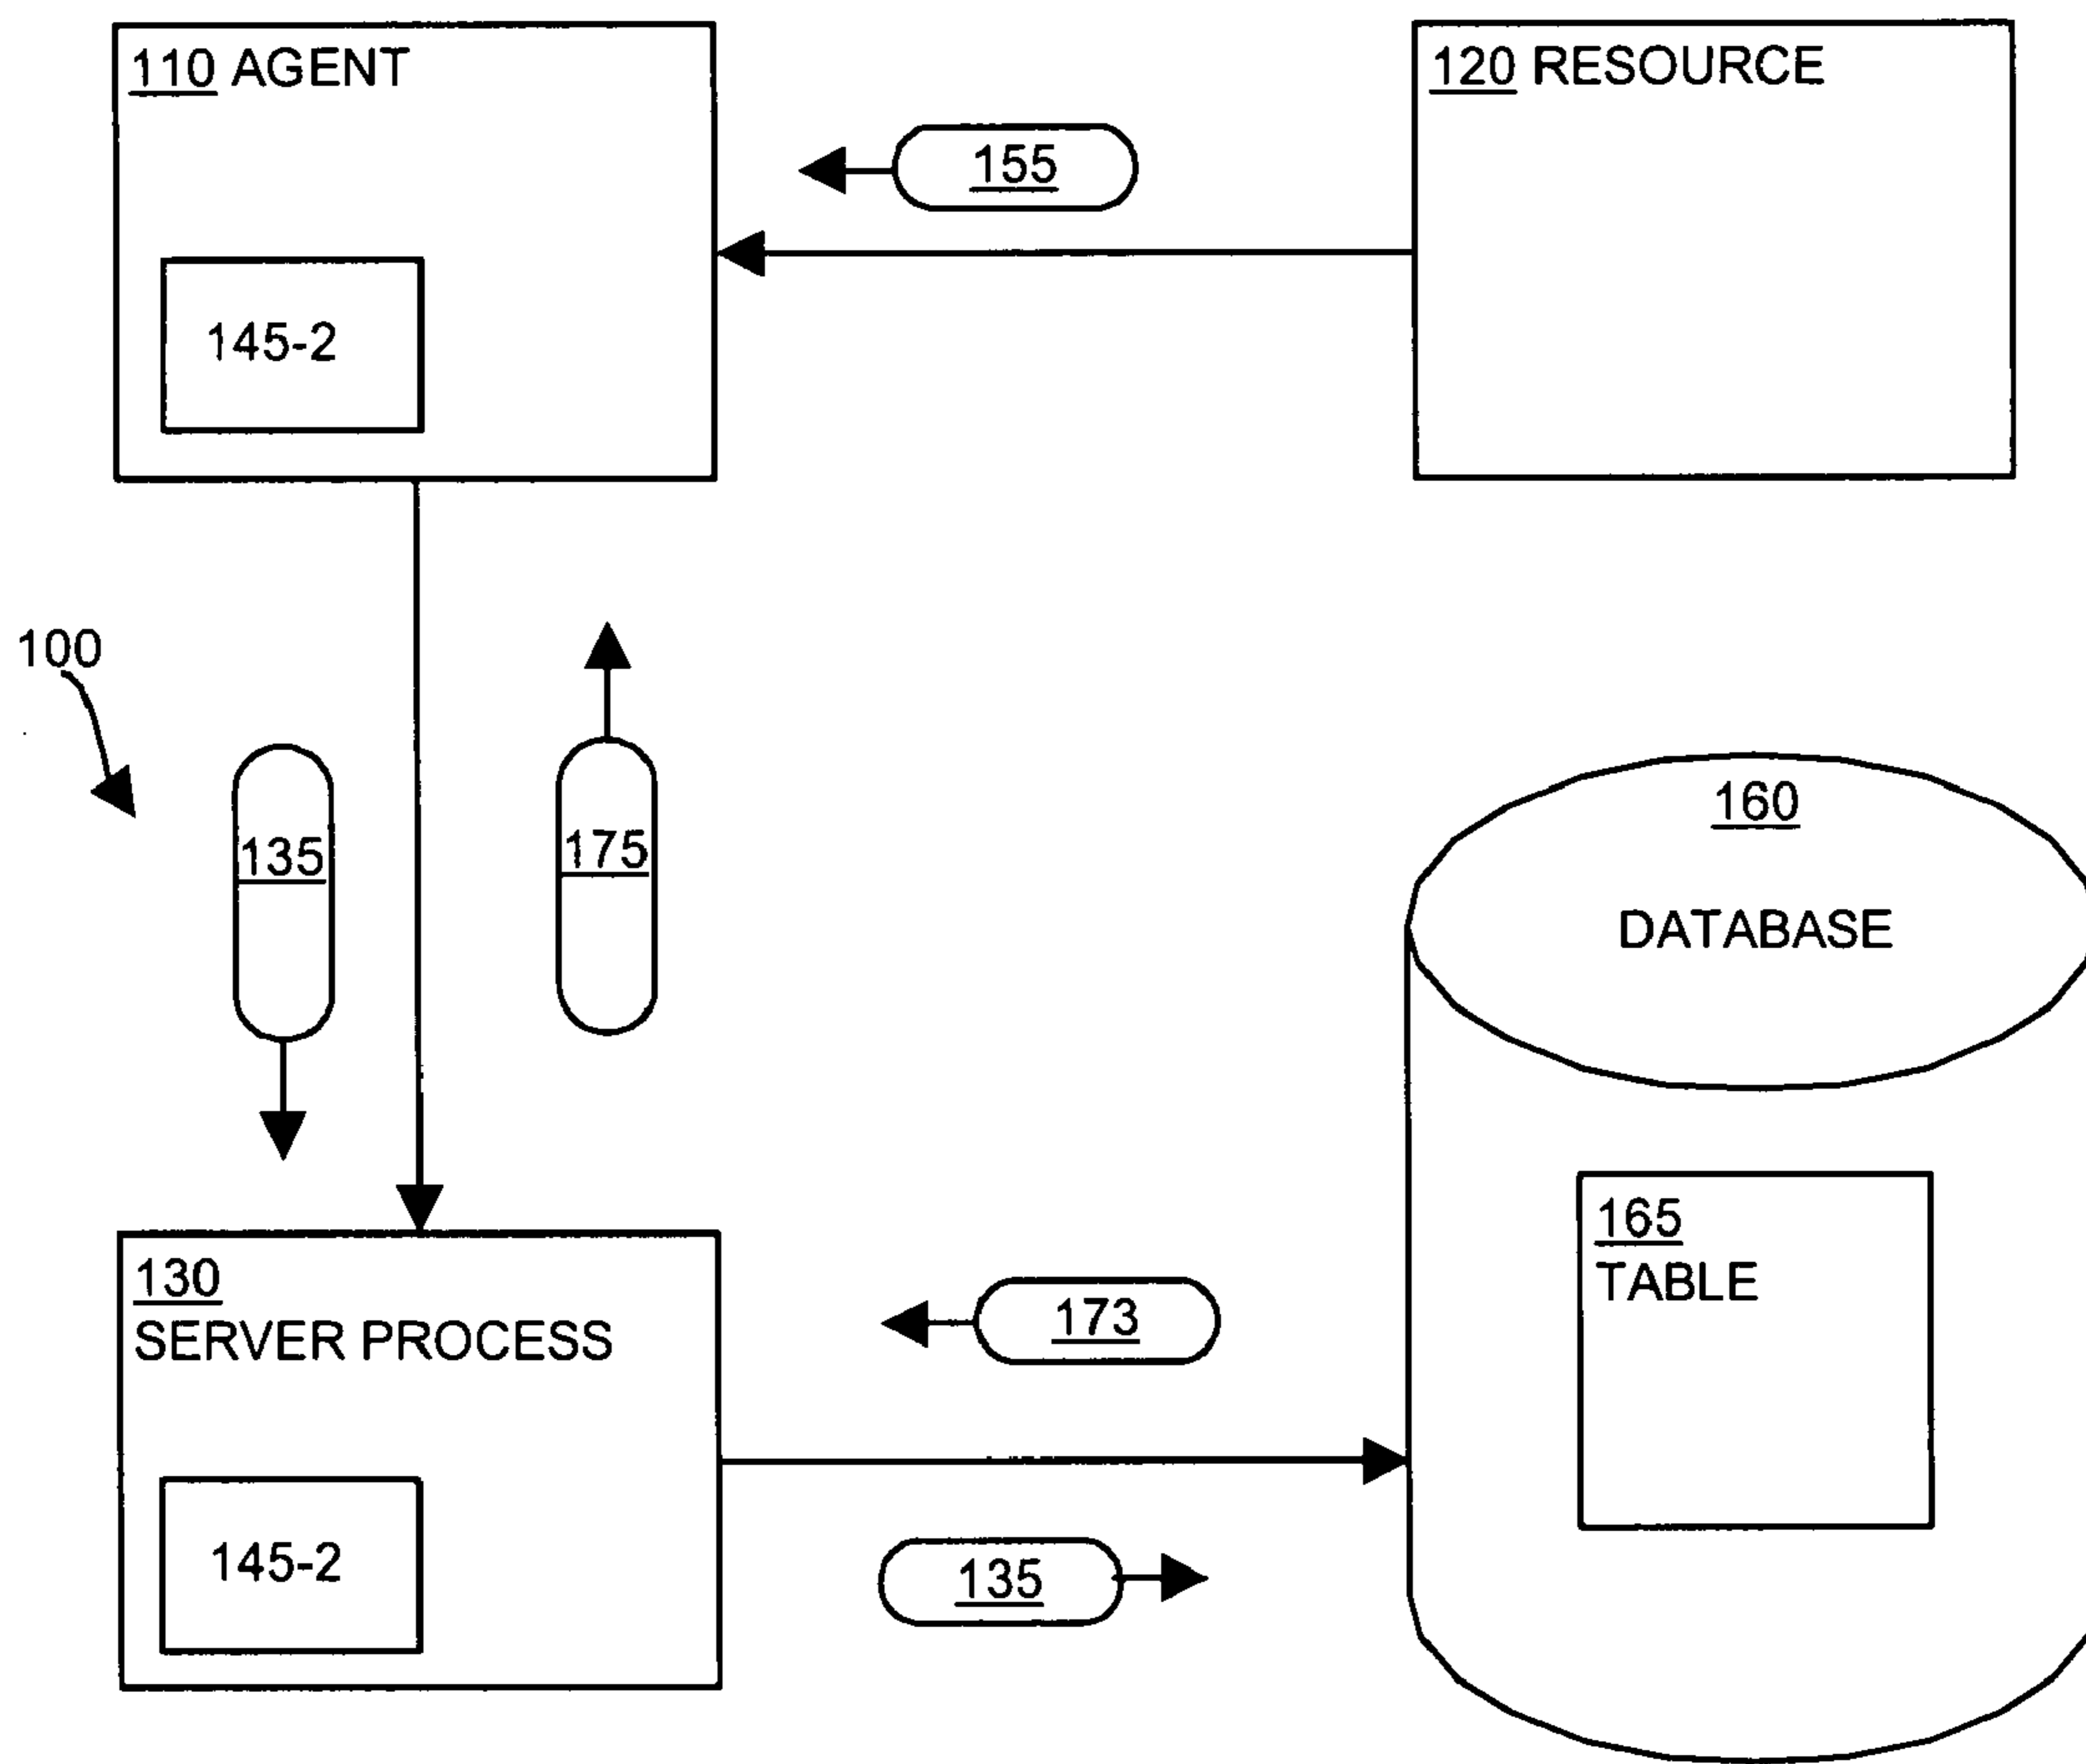 110 AGENT
120 RESOURCE
155
145-2
100
135
175
160
DATABASE
165
TABLE
130
SERVER PROCESS
173
145-2
135